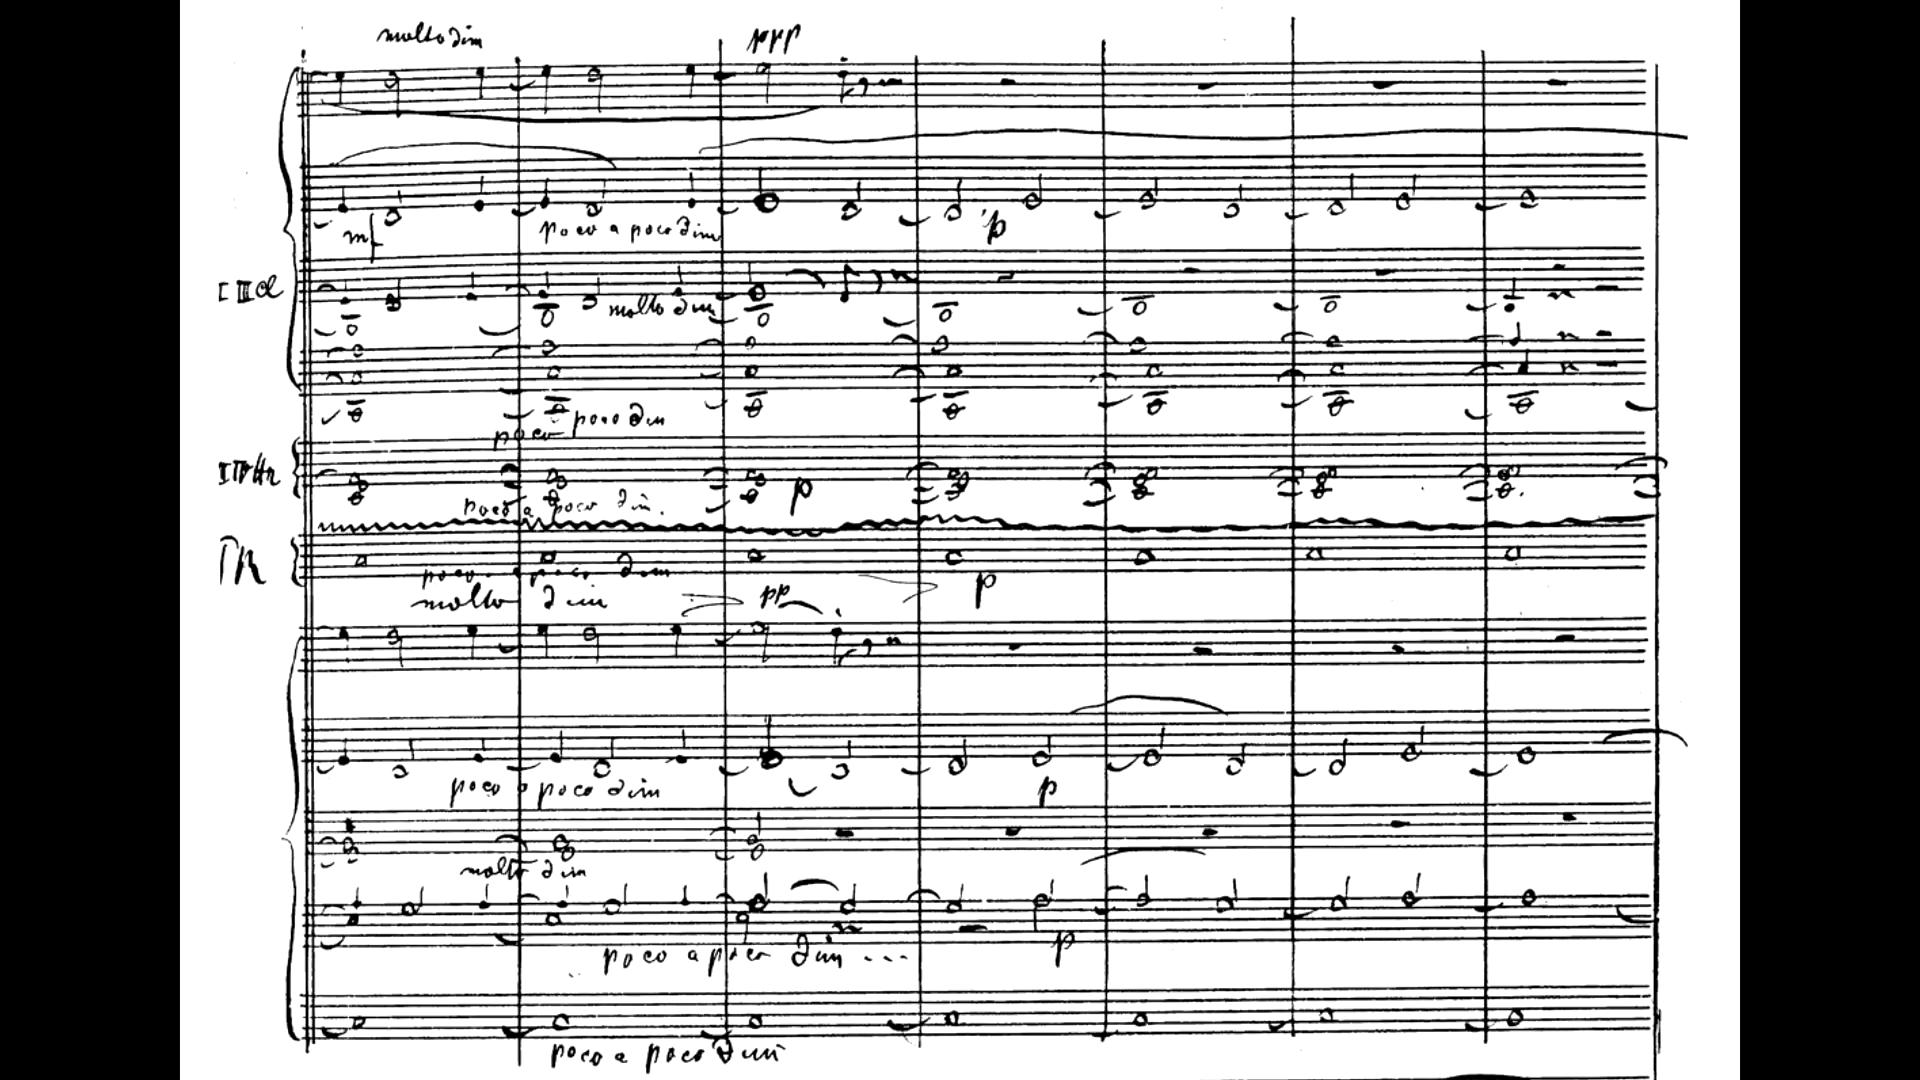 molto dim
ppp
mf
poco a poco dim
p
molto dim
poco poco dim
p
poco a poco dim.
poco a poco dim
p
molto dim
pp
poco a poco dim
p
molto dim
poco a poco dim ...
p
poco a poco dim